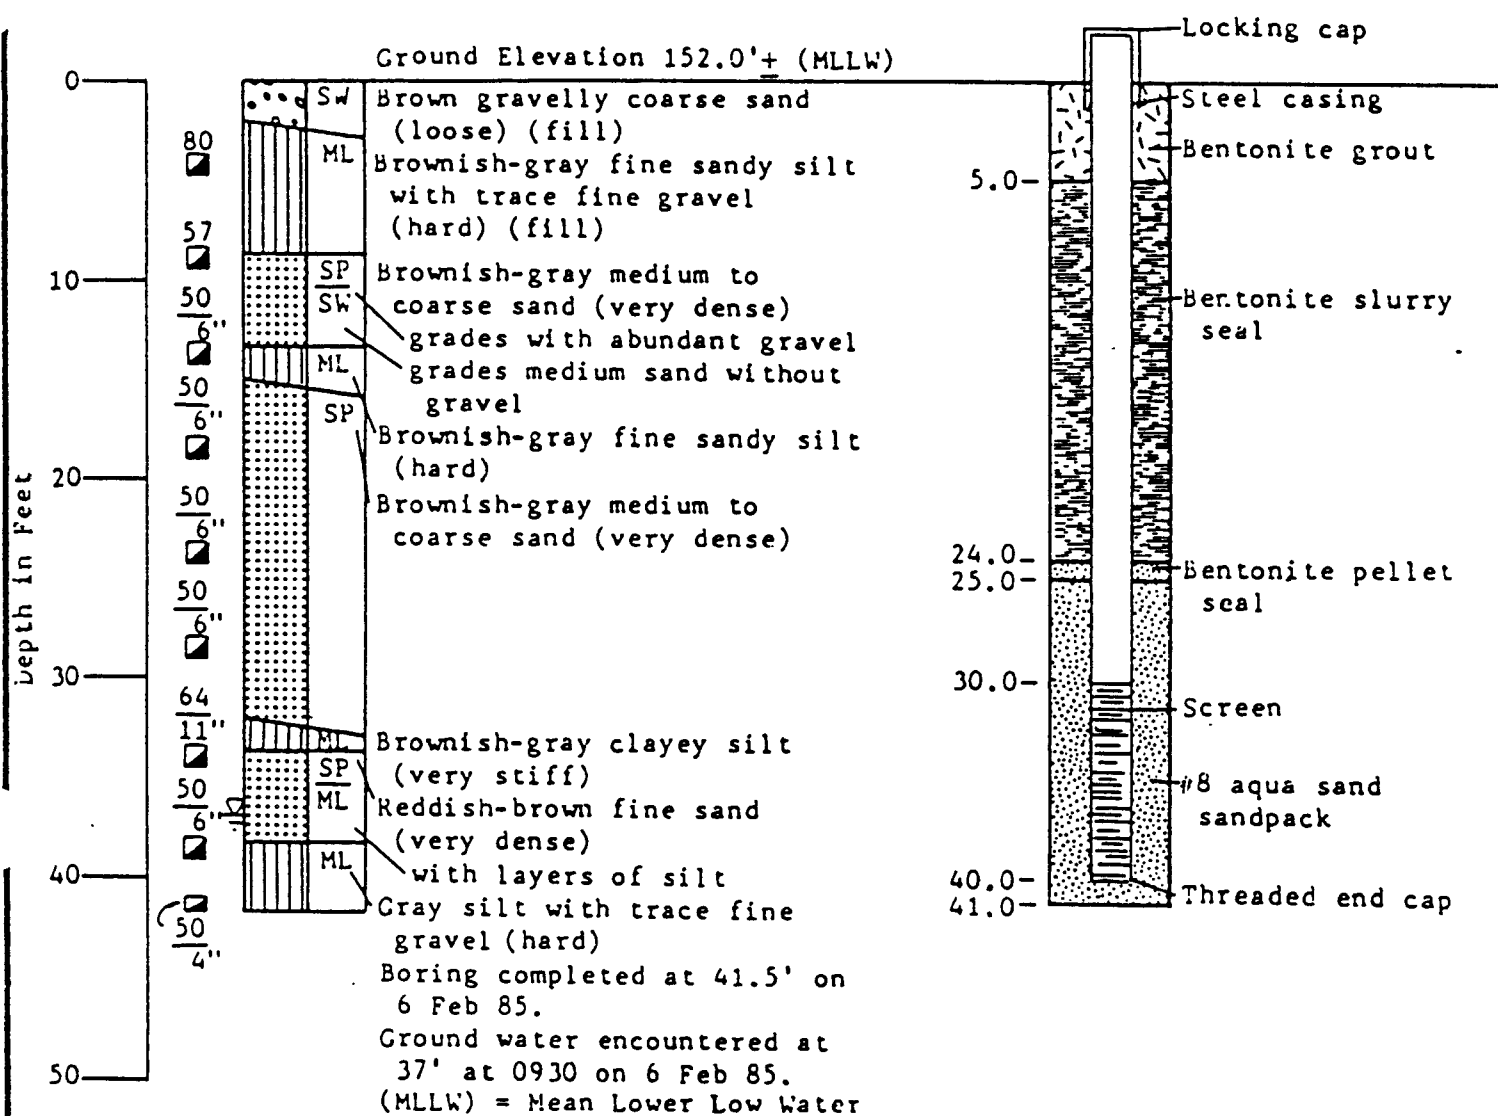 Ground Elevation 152.0'± (MLLW)
Depth in Feet
0
10
20
30
40
50
80
57
50
6"
50
6"
50
6"
50
6"
64
11"
50
6"
50
4"
SW
ML
SP
SW
ML
SP
ML
SP
ML
ML
Brown gravelly coarse sand
(loose) (fill)
Brownish-gray fine sandy silt
with trace fine gravel
(hard) (fill)
Brownish-gray medium to
coarse sand (very dense)
grades with abundant gravel
grades medium sand without
gravel
Brownish-gray fine sandy silt
(hard)
Brownish-gray medium to
coarse sand (very dense)
Brownish-gray clayey silt
(very stiff)
Reddish-brown fine sand
(very dense)
with layers of silt
Gray silt with trace fine
gravel (hard)
Boring completed at 41.5' on
6 Feb 85.
Ground water encountered at
37' at 0930 on 6 Feb 85.
(MLLW) = Mean Lower Low Water
5.0
24.0
25.0
30.0
40.0
41.0
Locking cap
Steel casing
Bentonite grout
Bentonite slurry
seal
Bentonite pellet
seal
Screen
#8 aqua sand
sandpack
Threaded end cap